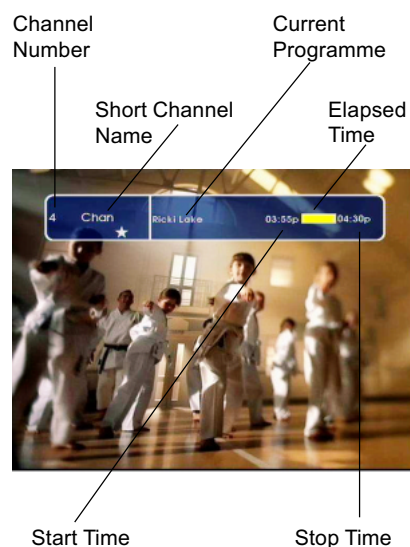 Channel
Number
Current
Programme
Short Channel
Name
Elapsed
Time
4 Chan Ricki Lake 03:55p 04:30p
Start Time
Stop Time